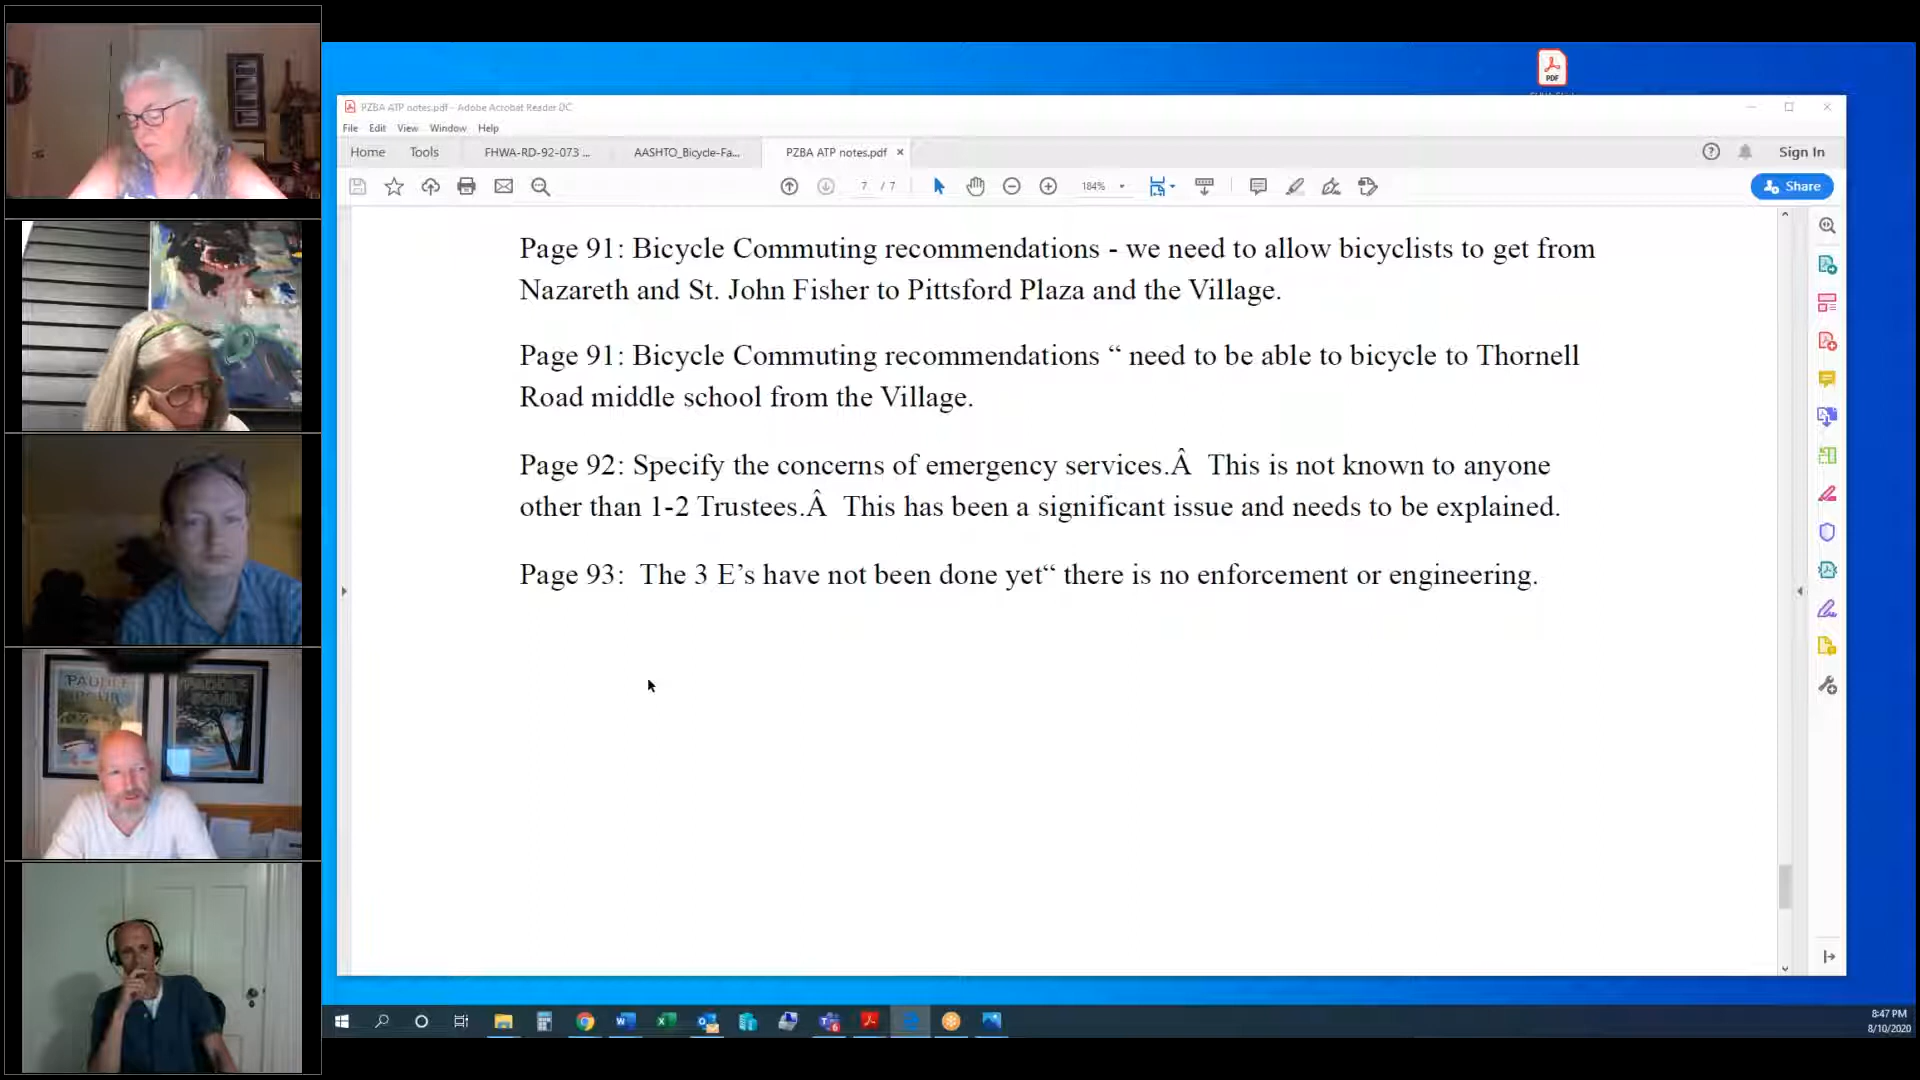 PADDLE
POUR
PZBA ATP notes.pdf - Adobe Acrobat Reader DC
File Edit View Window Help
Home Tools FHWA-RD-92-073 ... AASHTO_Bicycle-Fa... PZBA ATP notes.pdf × Sign In
7 / 7 184% Share
Page 91: Bicycle Commuting recommendations - we need to allow bicyclists to get from
Nazareth and St. John Fisher to Pittsford Plaza and the Village.
Page 91: Bicycle Commuting recommendations “ need to be able to bicycle to Thornell
Road middle school from the Village.
Page 92: Specify the concerns of emergency services.Â  This is not known to anyone
other than 1-2 Trustees.Â  This has been a significant issue and needs to be explained.
Page 93:  The 3 E’s have not been done yet“ there is no enforcement or engineering.
PDF
8:47 PM
8/10/2020